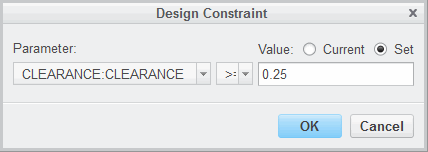 Design Constraint
Parameter: Value: Current Set
CLEARANCE:CLEARANCE >= 0.25
OK Cancel